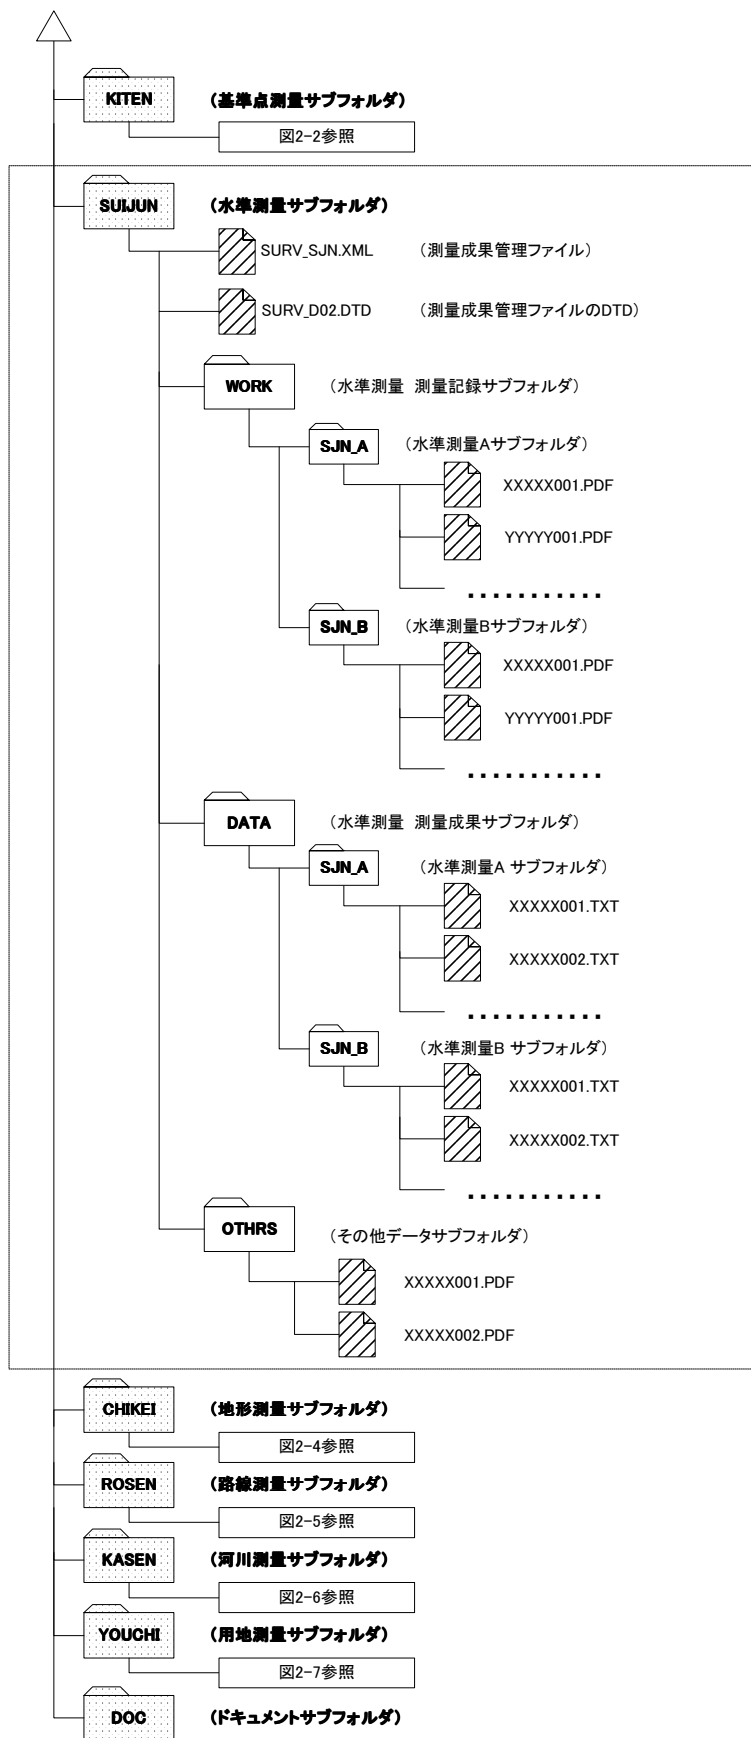 KITEN （基準点測量サブフォルダ）
図2-2参照
SUIJUN （水準測量サブフォルダ）
SURV_SJN.XML （測量成果管理ファイル）
SURV_D02.DTD （測量成果管理ファイルのDTD）
WORK （水準測量 測量記録サブフォルダ）
SJN_A （水準測量Aサブフォルダ）
XXXXX001.PDF
YYYYY001.PDF
...........
SJN_B （水準測量Bサブフォルダ）
XXXXX001.PDF
YYYYY001.PDF
...........
DATA （水準測量 測量成果サブフォルダ）
SJN_A （水準測量A サブフォルダ）
XXXXX001.TXT
XXXXX002.TXT
...........
SJN_B （水準測量B サブフォルダ）
XXXXX001.TXT
XXXXX002.TXT
...........
OTHRS （その他データサブフォルダ）
XXXXX001.PDF
XXXXX002.PDF
CHIKEI （地形測量サブフォルダ）
図2-4参照
ROSEN （路線測量サブフォルダ）
図2-5参照
KASEN （河川測量サブフォルダ）
図2-6参照
YOUCHI （用地測量サブフォルダ）
図2-7参照
DOC （ドキュメントサブフォルダ）